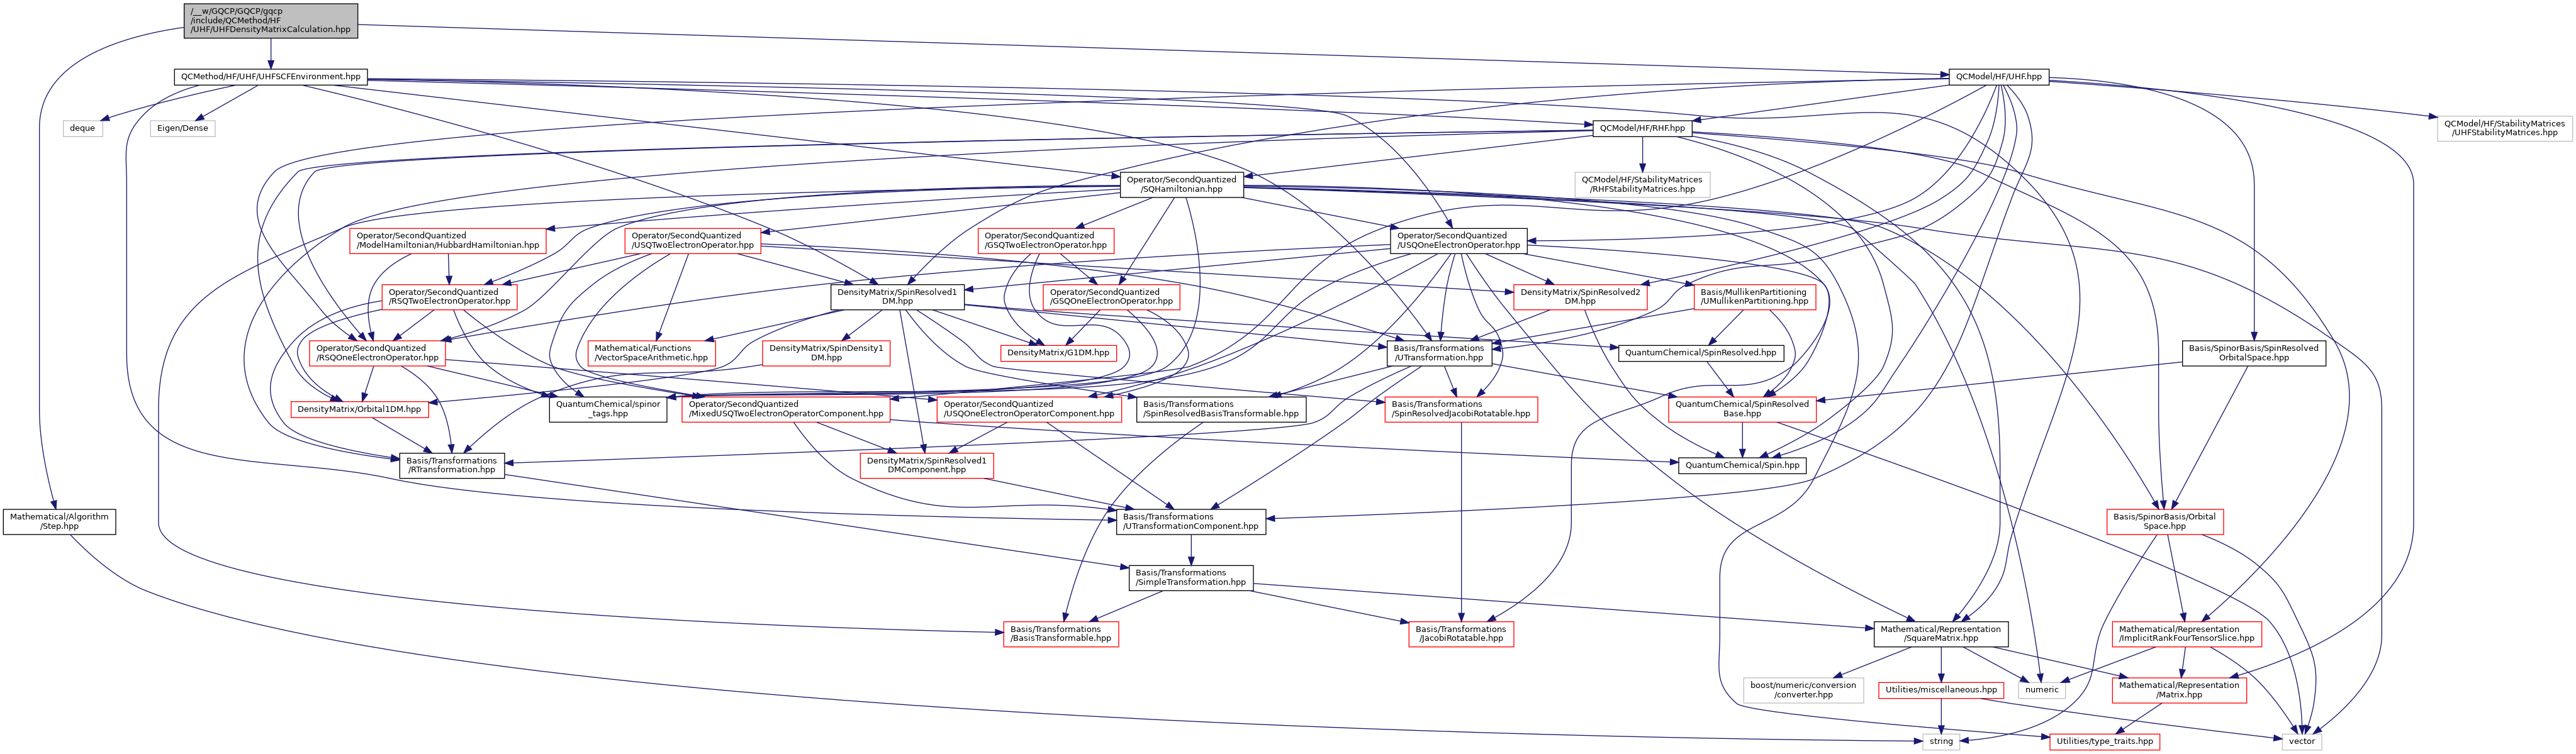 /__w/GQCP/GQCP/gqcp
/include/QCMethod/HF
/UHF/UHFDensityMatrixCalculation.hpp
QCMethod/HF/UHF/UHFSCFEnvironment.hpp
QCModel/HF/UHF.hpp
deque
Eigen/Dense
QCModel/HF/RHF.hpp
QCModel/HF/StabilityMatrices
/UHFStabilityMatrices.hpp
Operator/SecondQuantized
/SQHamiltonian.hpp
QCModel/HF/StabilityMatrices
/RHFStabilityMatrices.hpp
Operator/SecondQuantized
/ModelHamiltonian/HubbardHamiltonian.hpp
Operator/SecondQuantized
/USQTwoElectronOperator.hpp
Operator/SecondQuantized
/GSQTwoElectronOperator.hpp
Operator/SecondQuantized
/USQOneElectronOperator.hpp
Operator/SecondQuantized
/RSQTwoElectronOperator.hpp
DensityMatrix/SpinResolved1
DM.hpp
Operator/SecondQuantized
/GSQOneElectronOperator.hpp
DensityMatrix/SpinResolved2
DM.hpp
Basis/MullikenPartitioning
/UMullikenPartitioning.hpp
Operator/SecondQuantized
/RSQOneElectronOperator.hpp
Mathematical/Functions
/VectorSpaceArithmetic.hpp
DensityMatrix/SpinDensity1
DM.hpp
DensityMatrix/G1DM.hpp
Basis/Transformations
/UTransformation.hpp
QuantumChemical/SpinResolved.hpp
Basis/SpinorBasis/SpinResolved
OrbitalSpace.hpp
DensityMatrix/Orbital1DM.hpp
QuantumChemical/spinor
_tags.hpp
Operator/SecondQuantized
/MixedUSQTwoElectronOperatorComponent.hpp
Operator/SecondQuantized
/USQOneElectronOperatorComponent.hpp
Basis/Transformations
/SpinResolvedBasisTransformable.hpp
Basis/Transformations
/SpinResolvedJacobiRotatable.hpp
QuantumChemical/SpinResolved
Base.hpp
Basis/Transformations
/RTransformation.hpp
DensityMatrix/SpinResolved1
DMComponent.hpp
QuantumChemical/Spin.hpp
Mathematical/Algorithm
/Step.hpp
Basis/Transformations
/UTransformationComponent.hpp
Basis/SpinorBasis/Orbital
Space.hpp
Basis/Transformations
/SimpleTransformation.hpp
Basis/Transformations
/BasisTransformable.hpp
Basis/Transformations
/JacobiRotatable.hpp
Mathematical/Representation
/SquareMatrix.hpp
Mathematical/Representation
/ImplicitRankFourTensorSlice.hpp
boost/numeric/conversion
/converter.hpp
Utilities/miscellaneous.hpp
numeric
Mathematical/Representation
/Matrix.hpp
string
Utilities/type_traits.hpp
vector